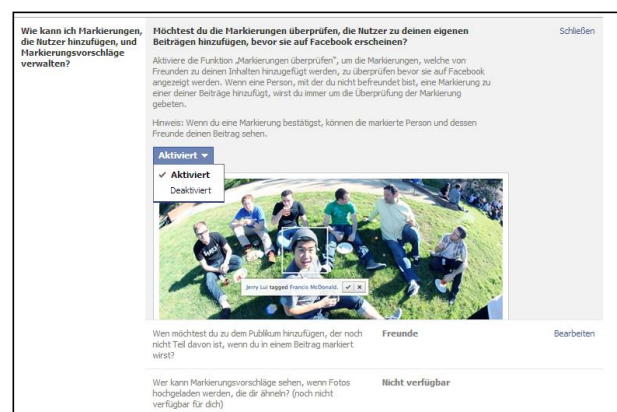 Wie kann ich Markierungen,
die Nutzer hinzufügen, und
Markierungsvorschläge
verwalten?
Möchtest du die Markierungen überprüfen, die Nutzer zu deinen eigenen
Beiträgen hinzufügen, bevor sie auf Facebook erscheinen?
Schließen
Aktiviere die Funktion „Markierungen überprüfen“, um die Markierungen, welche von
Freunden zu deinen Inhalten hinzugefügt werden, zu überprüfen bevor sie auf Facebook
angezeigt werden. Wenn eine Person, mit der du nicht befreundet bist, eine Markierung zu
einer deiner Beiträge hinzufügt, wirst du immer um die Überprüfung der Markierung
gebeten.
Hinweis: Wenn du eine Markierung bestätigst, können die markierte Person und dessen
Freunde deinen Beitrag sehen.
Aktiviert
Aktiviert
Deaktiviert
Jerry Lui tagged Francis McDonald.
Wen möchtest du zu dem Publikum hinzufügen, der noch
nicht Teil davon ist, wenn du in einem Beitrag markiert
wirst?
Freunde
Bearbeiten
Wer kann Markierungsvorschläge sehen, wenn Fotos
hochgeladen werden, die dir ähneln? (noch nicht
verfügbar für dich)
Nicht verfügbar